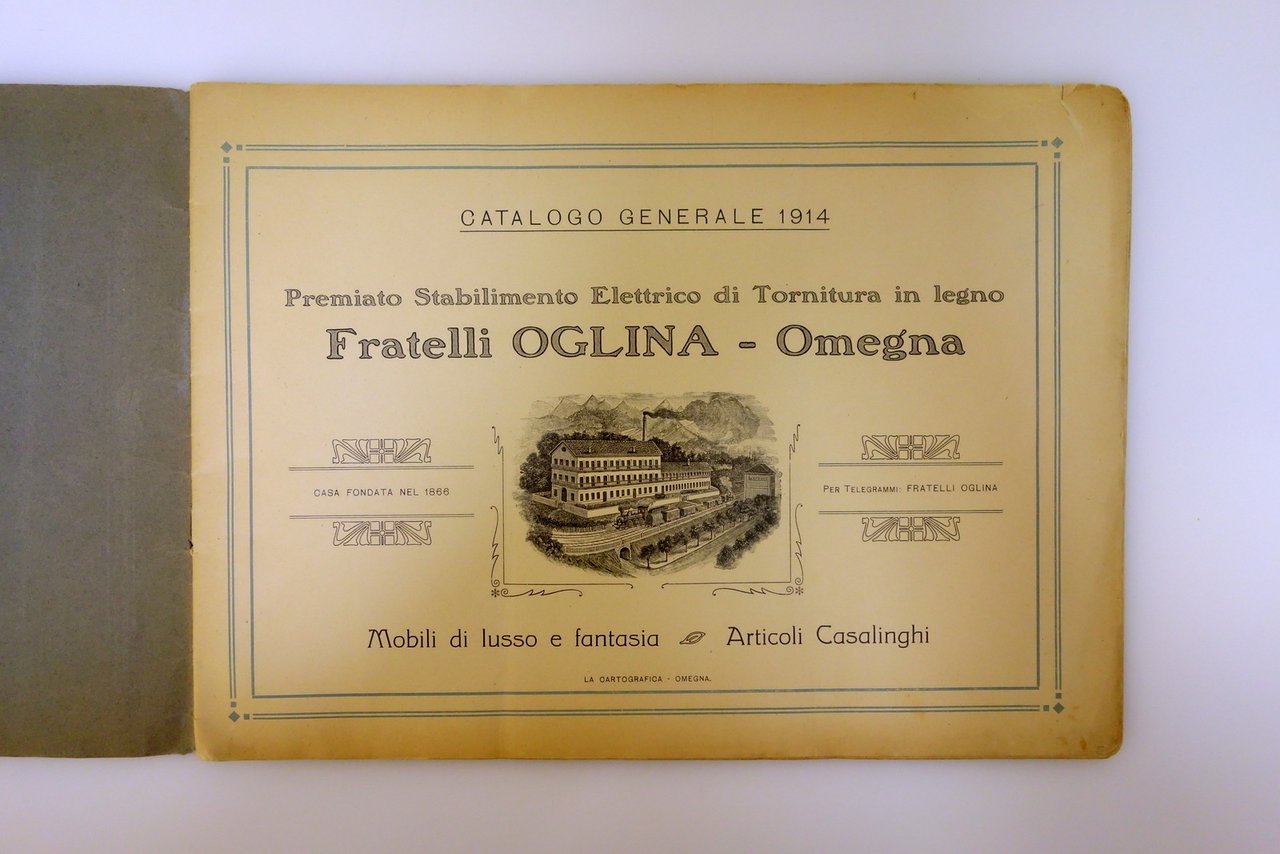 CATALOGO GENERALE 1914
Premiato Stabilimento Elettrico di Tornitura in legno
Fratelli OGLINA - Omegna
CASA FONDATA NEL 1866
PER TELEGRAMMI: FRATELLI OGLINA
Mobili di lusso e fantasia Articoli Casalinghi
LA CARTOGRAFICA - OMEGNA.